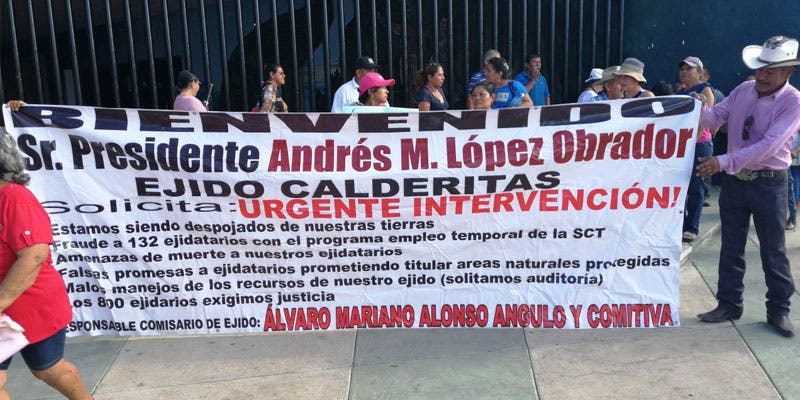 BIENVENIDO
Sr. Presidente Andrés M. López Obrador
EJIDO CALDERITAS
Solicita: URGENTE INTERVENCIÓN!
Estamos siendo despojados de nuestras tierras
Fraude a 132 ejidatarios con el programa empleo temporal de la SCT
Amenazas de muerte a nuestros ejidatarios
Falsas promesas a ejidatarios prometiendo titular areas naturales protegidas
Malos manejos de los recursos de nuestro ejido (solicitamos auditoría)
Los 800 ejidarios exigimos justicia
RESPONSABLE COMISARIO DE EJIDO: ÁLVARO MARIANO ALONSO ANGULO Y COMITIVA